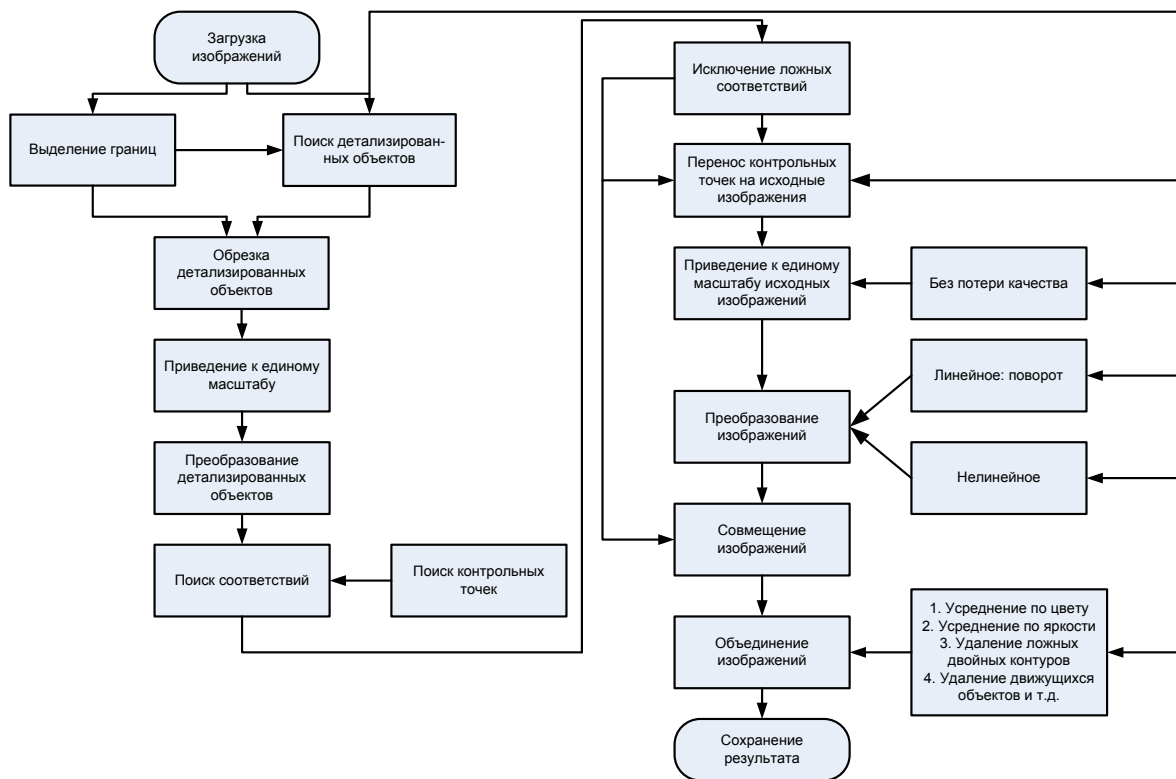 Загрузка
изображений
Выделение границ
Поиск детализирован-
ных объектов
Обрезка
детализированных
объектов
Приведение к единому
масштабу
Преобразование
детализированных
объектов
Поиск соответствий
Поиск контрольных
точек
Исключение ложных
соответствий
Перенос контрольных
точек на исходные
изображения
Приведение к единому
масштабу исходных
изображений
Без потери качества
Линейное: поворот
Преобразование
изображений
Нелинейное
Совмещение
изображений
Объединение
изображений
1. Усреднение по цвету
2. Усреднение по яркости
3. Удаление ложных
двойных контуров
4. Удаление движущихся
объектов и т.д.
Сохранение
результата